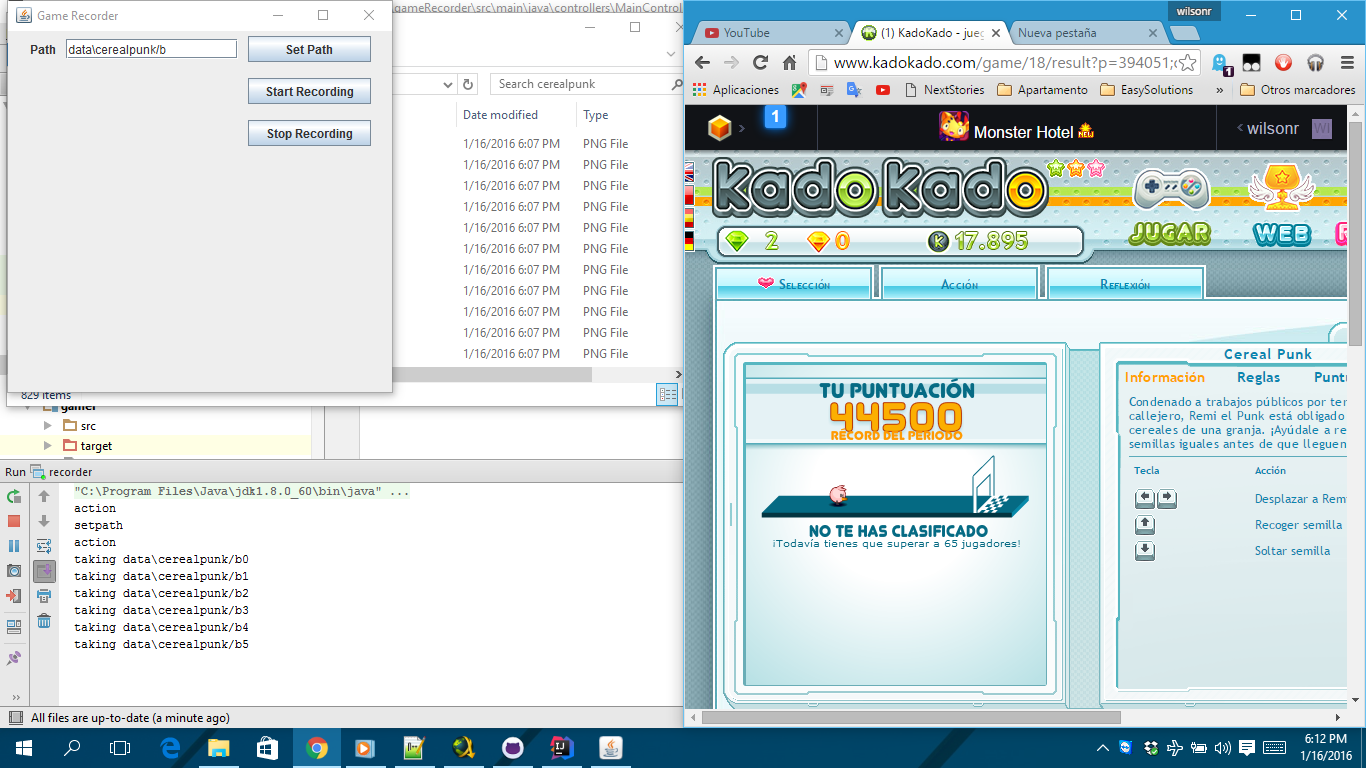 Game Recorder
Path data\cerealpunk/b Set Path
Start Recording
Stop Recording
gameRecorder\src\main\java\controllers\MainControl
Search cerealpunk
Date modified Type
1/16/2016 6:07 PM PNG File
1/16/2016 6:07 PM PNG File
1/16/2016 6:07 PM PNG File
1/16/2016 6:07 PM PNG File
1/16/2016 6:07 PM PNG File
1/16/2016 6:07 PM PNG File
1/16/2016 6:07 PM PNG File
1/16/2016 6:07 PM PNG File
1/16/2016 6:07 PM PNG File
1/16/2016 6:07 PM PNG File
1/16/2016 6:07 PM PNG File
829 items
gamer
src
target
Run recorder
"C:\Program Files\Java\jdk1.8.0_60\bin\java" ...
action
setpath
action
taking data\cerealpunk/b0
taking data\cerealpunk/b1
taking data\cerealpunk/b2
taking data\cerealpunk/b3
taking data\cerealpunk/b4
taking data\cerealpunk/b5
All files are up-to-date (a minute ago)
wilsonr
YouTube (1) KadoKado - jueg Nueva pestaña
www.kadokado.com/game/18/result?p=394051;
1
Aplicaciones NextStories Apartamento EasySolutions » Otros marcadores
1 Monster Hotel NEW wilsonr WI
KadoKado
2 0 K 17.895
JUGAR WEB
Selección Acción Reflexión
TU PUNTUACIÓN
44500
RÉCORD DEL PERIODO
NO TE HAS CLASIFICADO
¡Todavía tienes que superar a 65 jugadores!
Cereal Punk
Información Reglas Puntu
Condenado a trabajos públicos por ter
callejero, Remi el Punk está obligado
cereales de una granja. ¡Ayúdale a re
semillas iguales antes de que lleguen
Tecla Acción
Desplazar a Remi
Recoger semilla
Soltar semilla
6:12 PM
1/16/2016